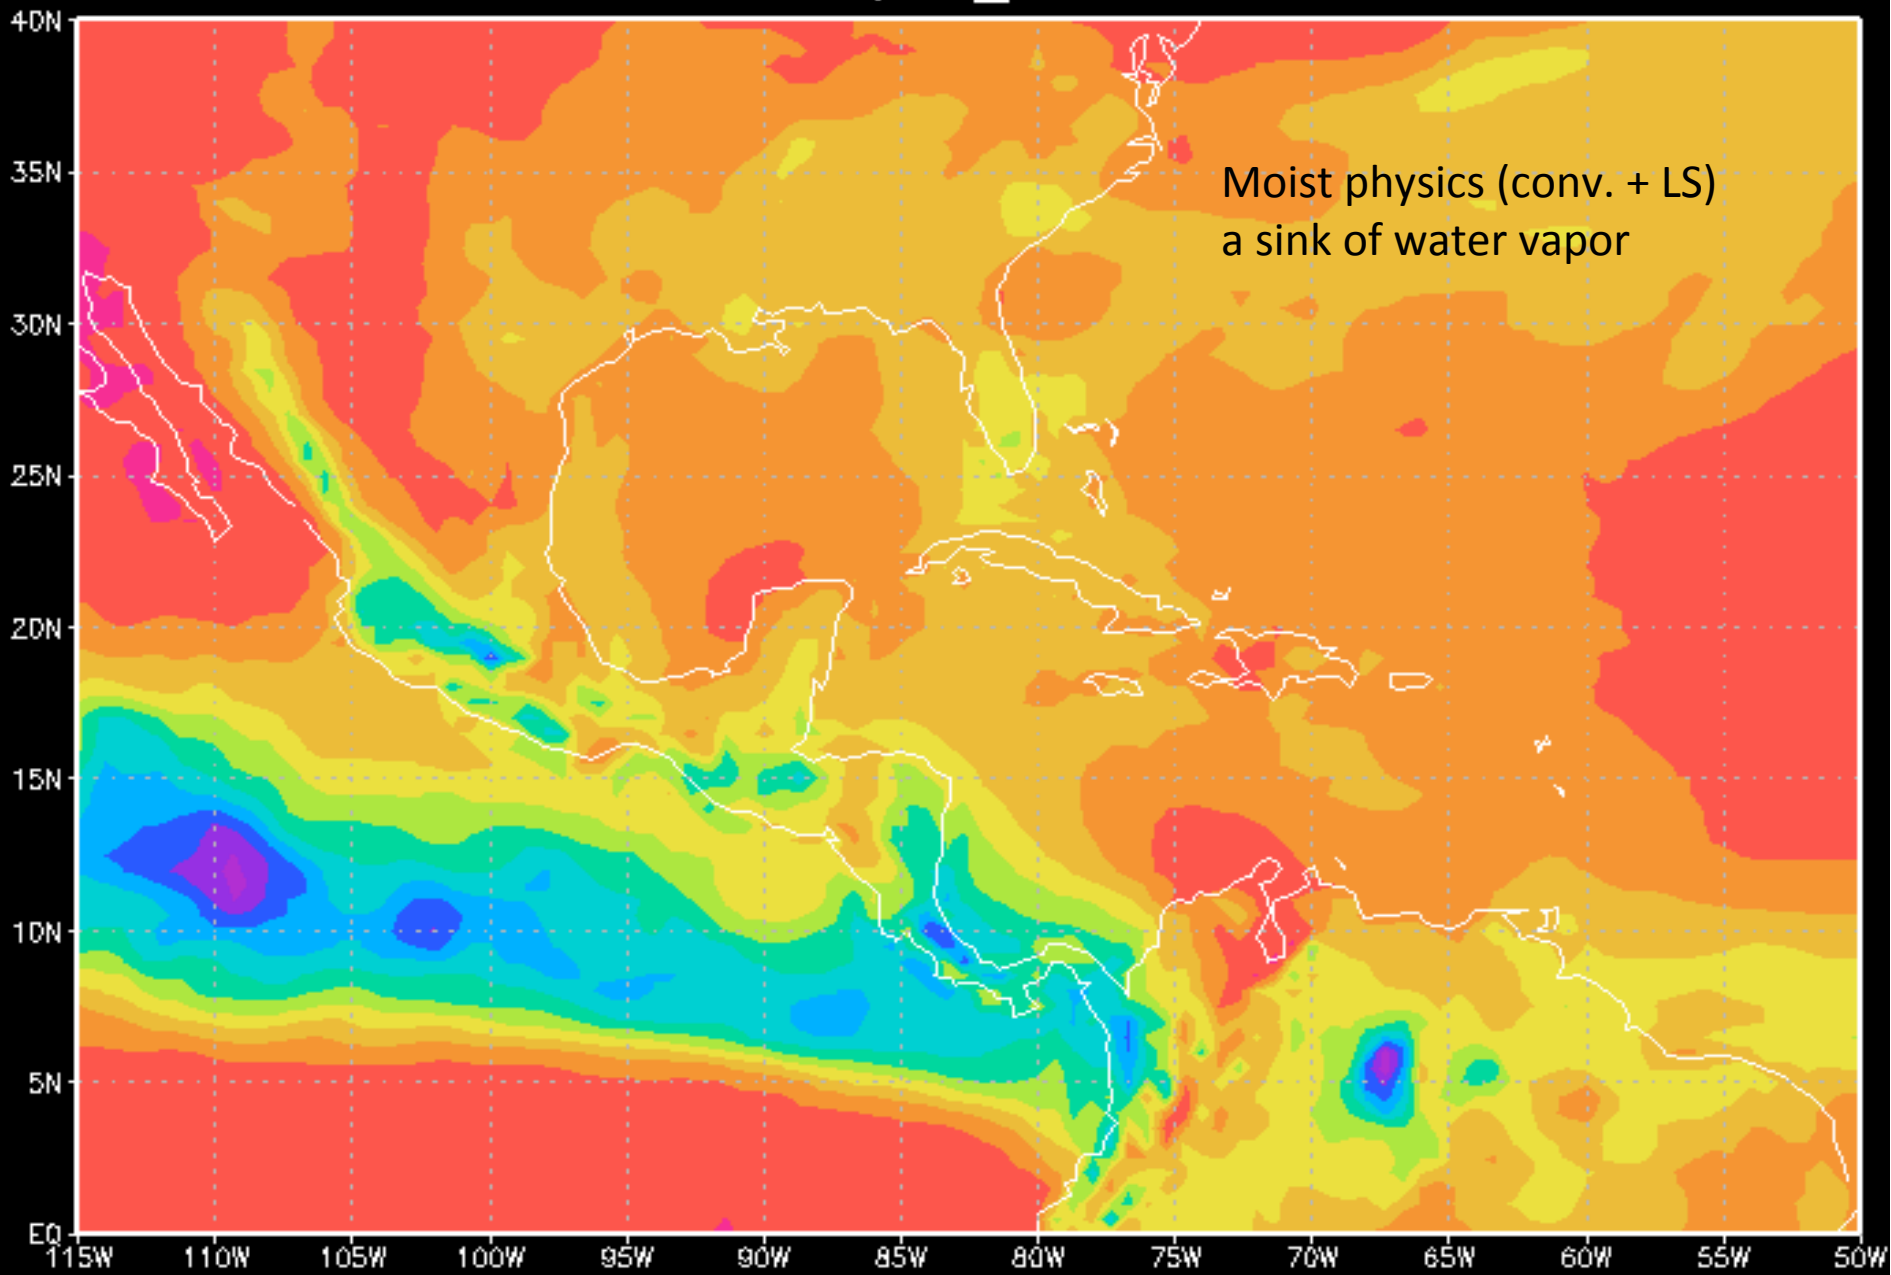 40N
35N
Moist physics (conv. + LS)
a sink of water vapor
30N
25N
20N
15N
10N
5N
EQ
115W 110W 105W 100W 95W 90W 85W 80W 75W 70W 65W 60W 55W 50W